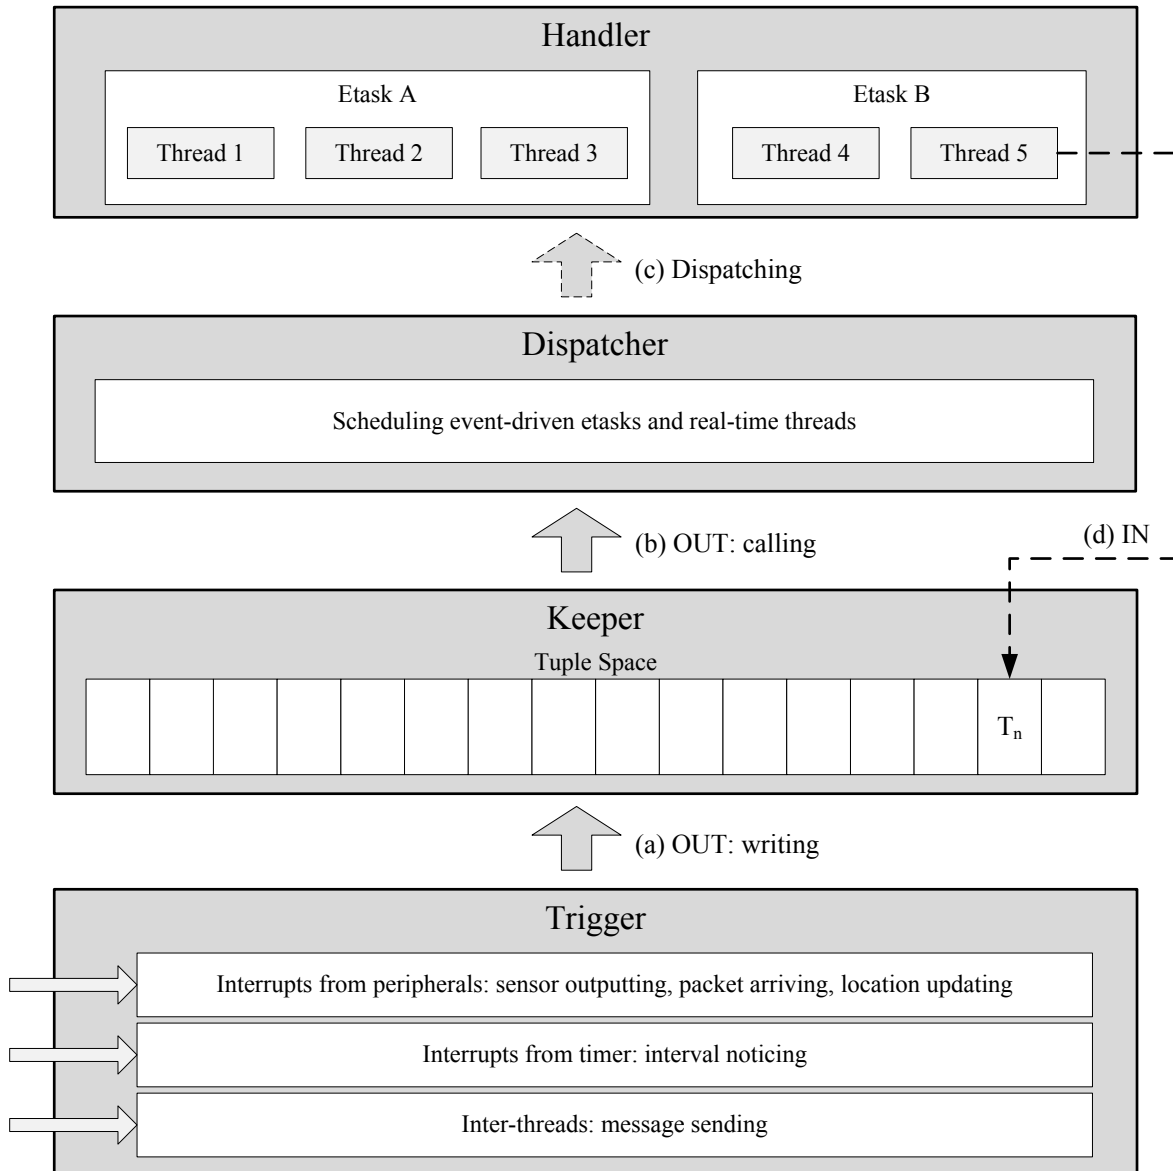 Handler
Etask A
Etask B
Thread 1
Thread 2
Thread 3
Thread 4
Thread 5
(c) Dispatching
Dispatcher
Scheduling event-driven etasks and real-time threads
(b) OUT: calling
(d) IN
Keeper
Tuple Space
Tn
(a) OUT: writing
Trigger
Interrupts from peripherals: sensor outputting, packet arriving, location updating
Interrupts from timer: interval noticing
Inter-threads: message sending